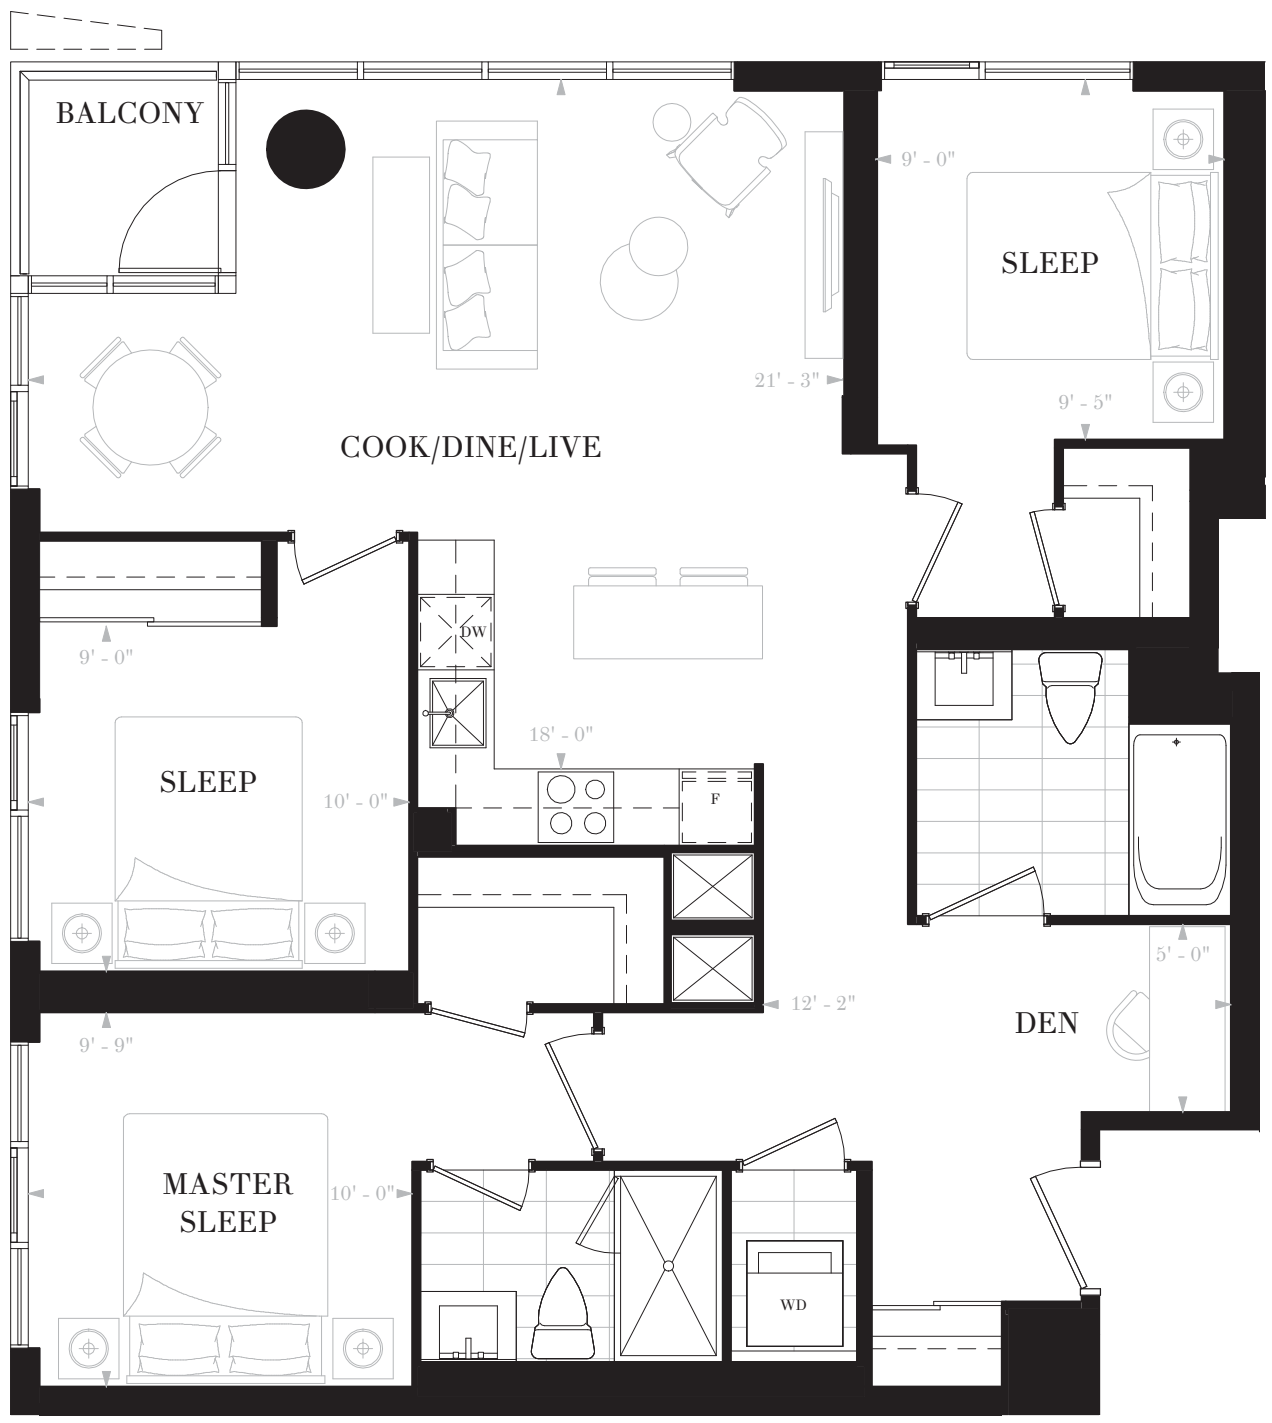 BALCONY
9' - 0"
SLEEP
21' - 3"
9' - 5"
COOK/DINE/LIVE
DW
9' - 0"
18' - 0"
SLEEP
10' - 0"
F
5' - 0"
12' - 2"
DEN
9' - 9"
MASTER
SLEEP
10' - 0"
WD